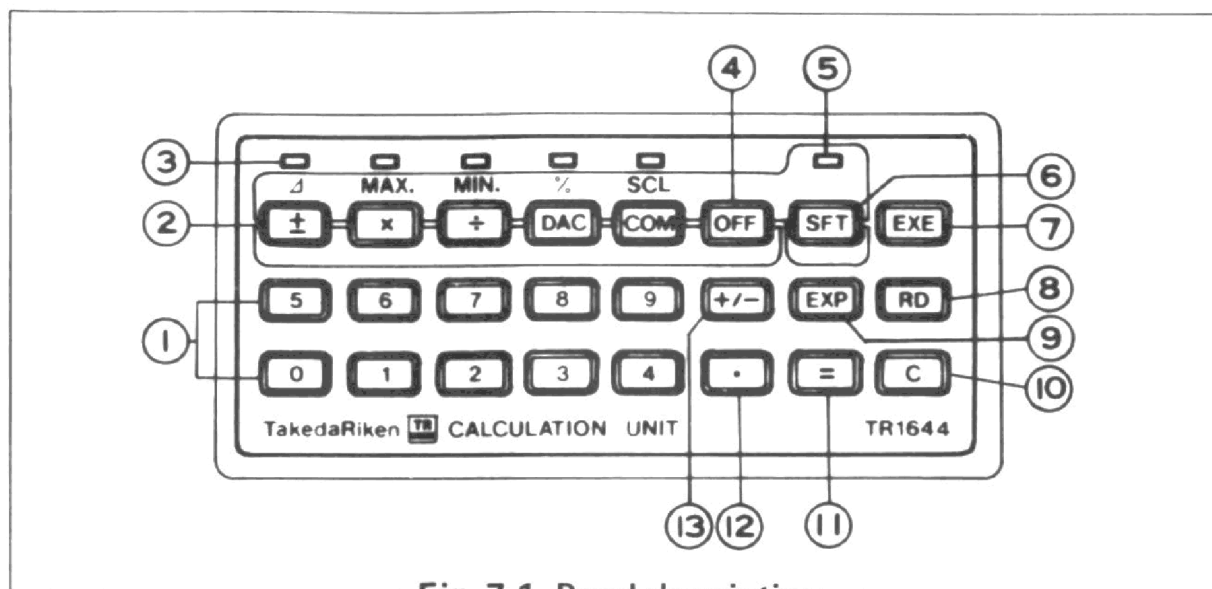 ④ ⑤
③ ⊿ MAX. MIN. % SCL ⑥
② ± × ÷ DAC COM OFF SFT EXE ⑦
5 6 7 8 9 +/− EXP RD ⑧
① ⑨
0 1 2 3 4 . = C ⑩
TakedaRiken TR CALCULATION UNIT TR1644
⑬ ⑫ ⑪